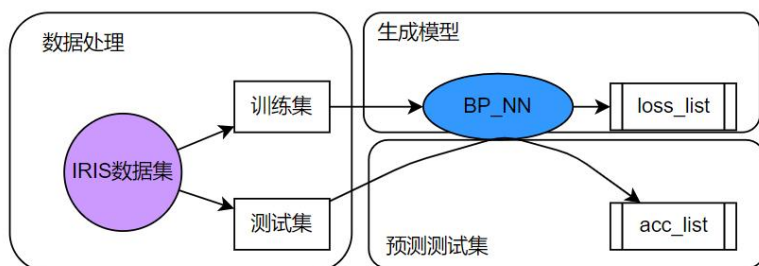 数据处理
生成模型
训练集
BP_NN
loss_list
IRIS数据集
测试集
acc_list
预测测试集